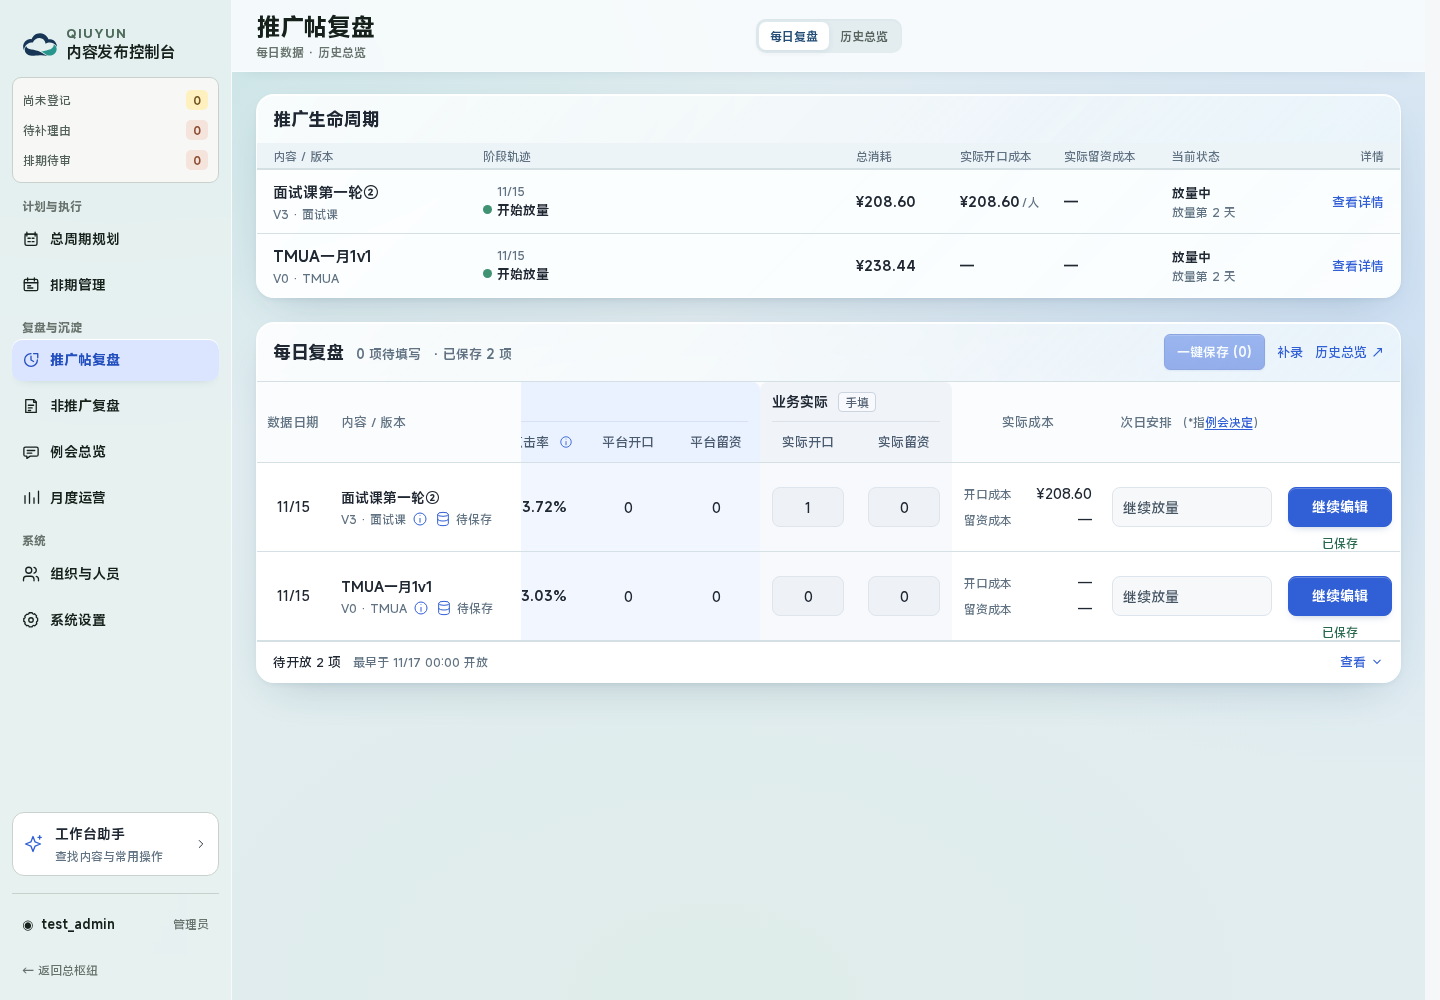 QIUYUN
内容发布控制台
尚未登记 0
待补理由 0
排期待审 0
计划与执行
总周期规划
排期管理
复盘与沉淀
推广帖复盘
非推广复盘
例会总览
月度运营
系统
组织与人员
系统设置
工作台助手
查找内容与常用操作
test_admin 管理员
← 返回总枢纽
推广帖复盘
每日数据 · 历史总览
每日复盘 历史总览
推广生命周期
内容 / 版本 阶段轨迹 总消耗 实际开口成本 实际留资成本 当前状态 详情
面试课第一轮② 11/15 ¥208.60 ¥208.60 /人 — 放量中 查看详情
V3 · 面试课 开始放量 放量第 2 天
TMUA一月1v1 11/15 ¥238.44 — — 放量中 查看详情
V0 · TMUA 开始放量 放量第 2 天
每日复盘 0 项待填写 · 已保存 2 项 一键保存 (0) 补录 历史总览 ↗
业务实际 手填
数据日期 内容 / 版本 击率 平台开口 平台留资 实际开口 实际留资 实际成本 次日安排 (*指例会决定)
11/15 面试课第一轮② 3.72% 0 0 1 0 开口成本 ¥208.60 继续放量 继续编辑
V3 · 面试课 待保存 留资成本 — 已保存
11/15 TMUA一月1v1 3.03% 0 0 0 0 开口成本 — 继续放量 继续编辑
V0 · TMUA 待保存 留资成本 — 已保存
待开放 2 项 最早于 11/17 00:00 开放 查看